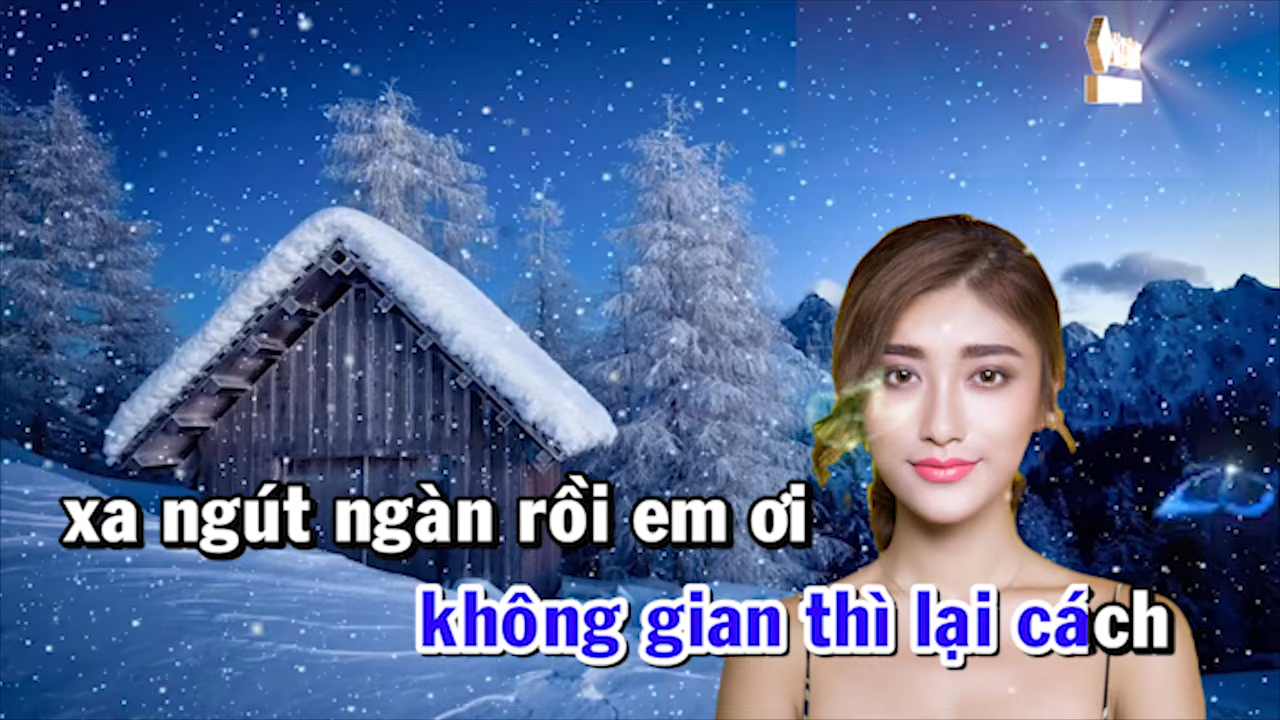 xa ngút ngàn rồi em ơi
không gian thì lại cách